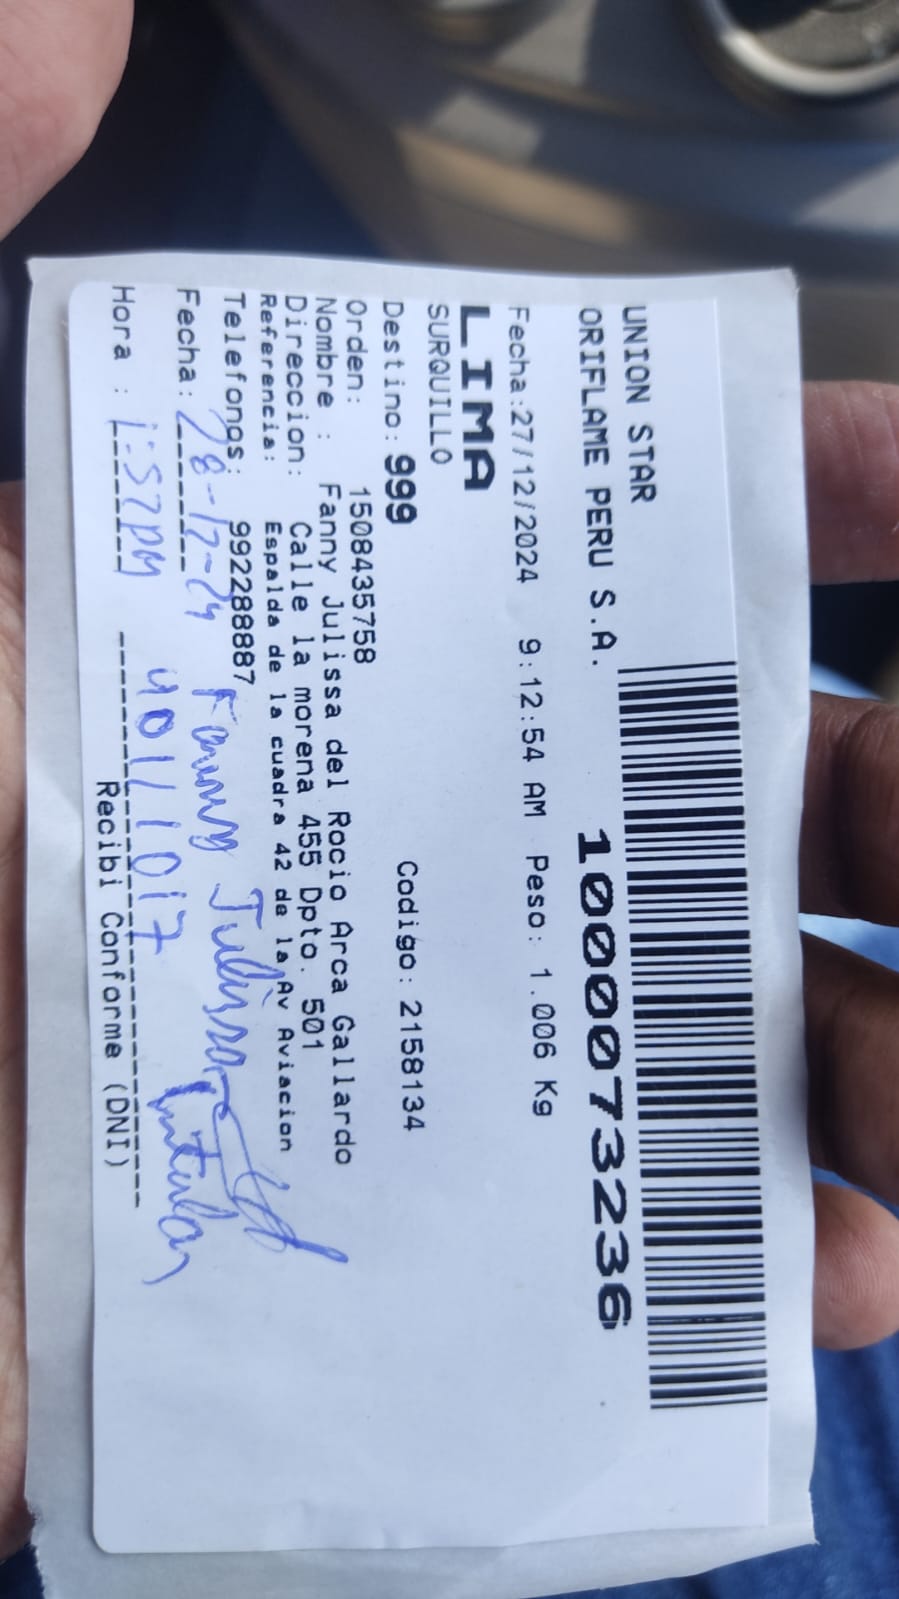 UNION STAR
ORIFLAME PERU S.A. 1000073236
Fecha:27/12/2024 9:12:54 AM Peso: 1.006 Kg
LIMA
SURQUILLO
Destino: 999 Codigo: 2158134
Orden: 1508435758
Nombre : Fanny Julissa del Rocio Arca Gallardo
Direccion: Calle la morena 455 Dpto. 501
Referencia: Espalda de la cuadra 42 de la Av Aviacion
Telefonos: 992288887
Fecha: 28-12-24 Fanny Julissa
Hora : 1:57pm 40111017 titular
Recibi Conforme (DNI)